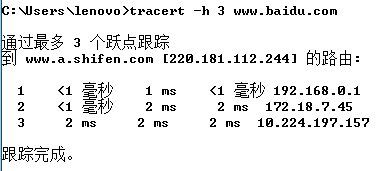 C:\Users\lenovo>tracert -h 3 www.baidu.com
通过最多 3 个跃点跟踪
到 www.a.shifen.com [220.181.112.244] 的路由:
1 <1 毫秒 1 ms <1 毫秒 192.168.0.1
2 <1 毫秒 2 ms 2 ms 172.18.7.45
3 2 ms 2 ms 2 ms 10.224.197.157
跟踪完成。